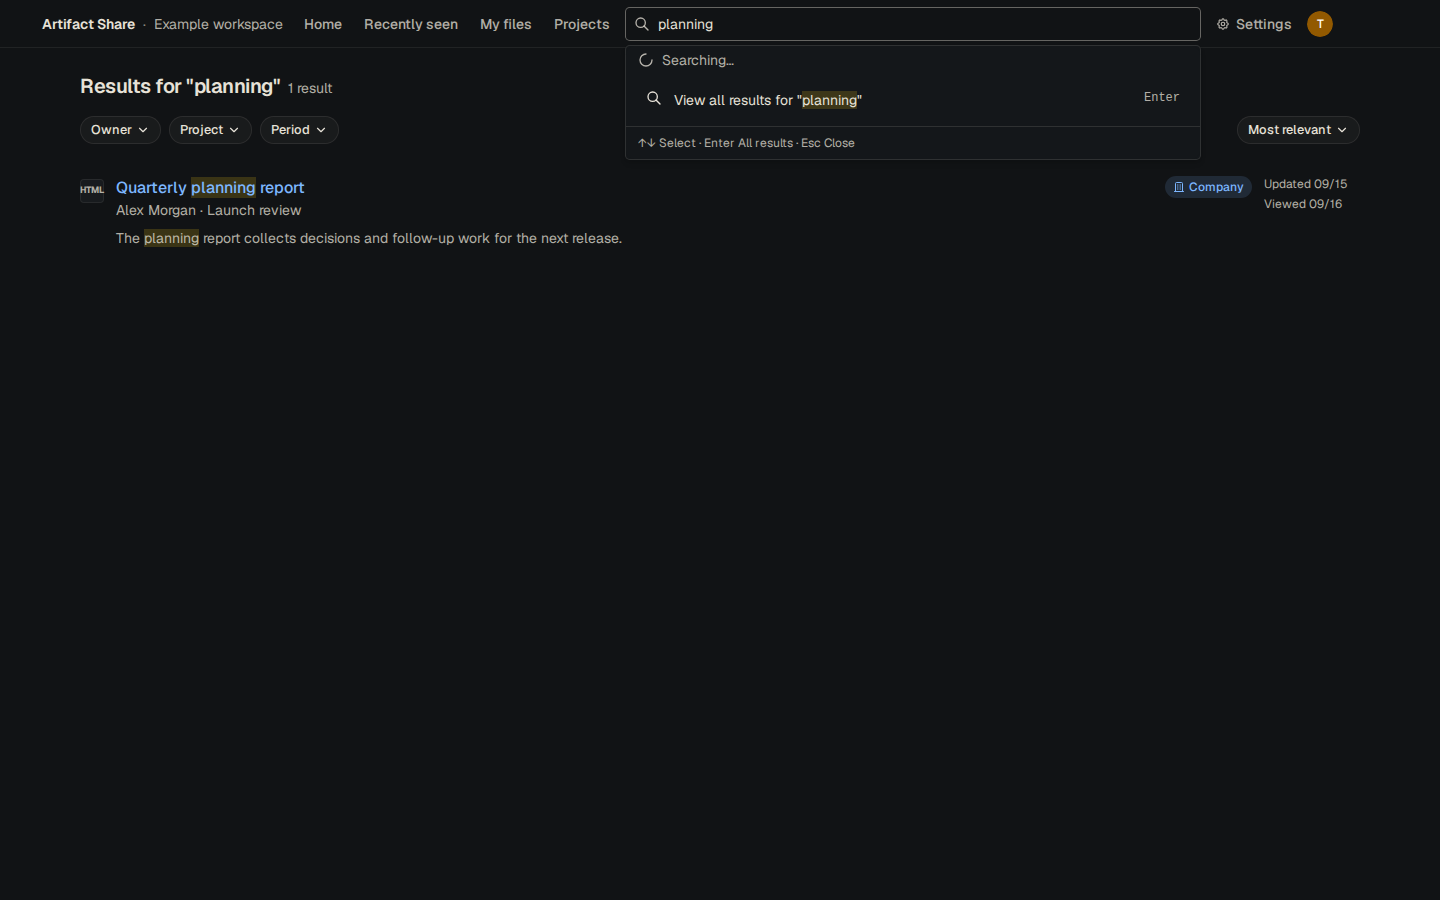 Artifact Share · Example workspace Home Recently seen My files Projects planning Settings T
Searching…
View all results for "planning" Enter
↑↓ Select · Enter All results · Esc Close
Results for "planning" 1 result
Owner Project Period Most relevant
HTML Quarterly planning report Company Updated 09/15
Alex Morgan · Launch review Viewed 09/16
The planning report collects decisions and follow-up work for the next release.